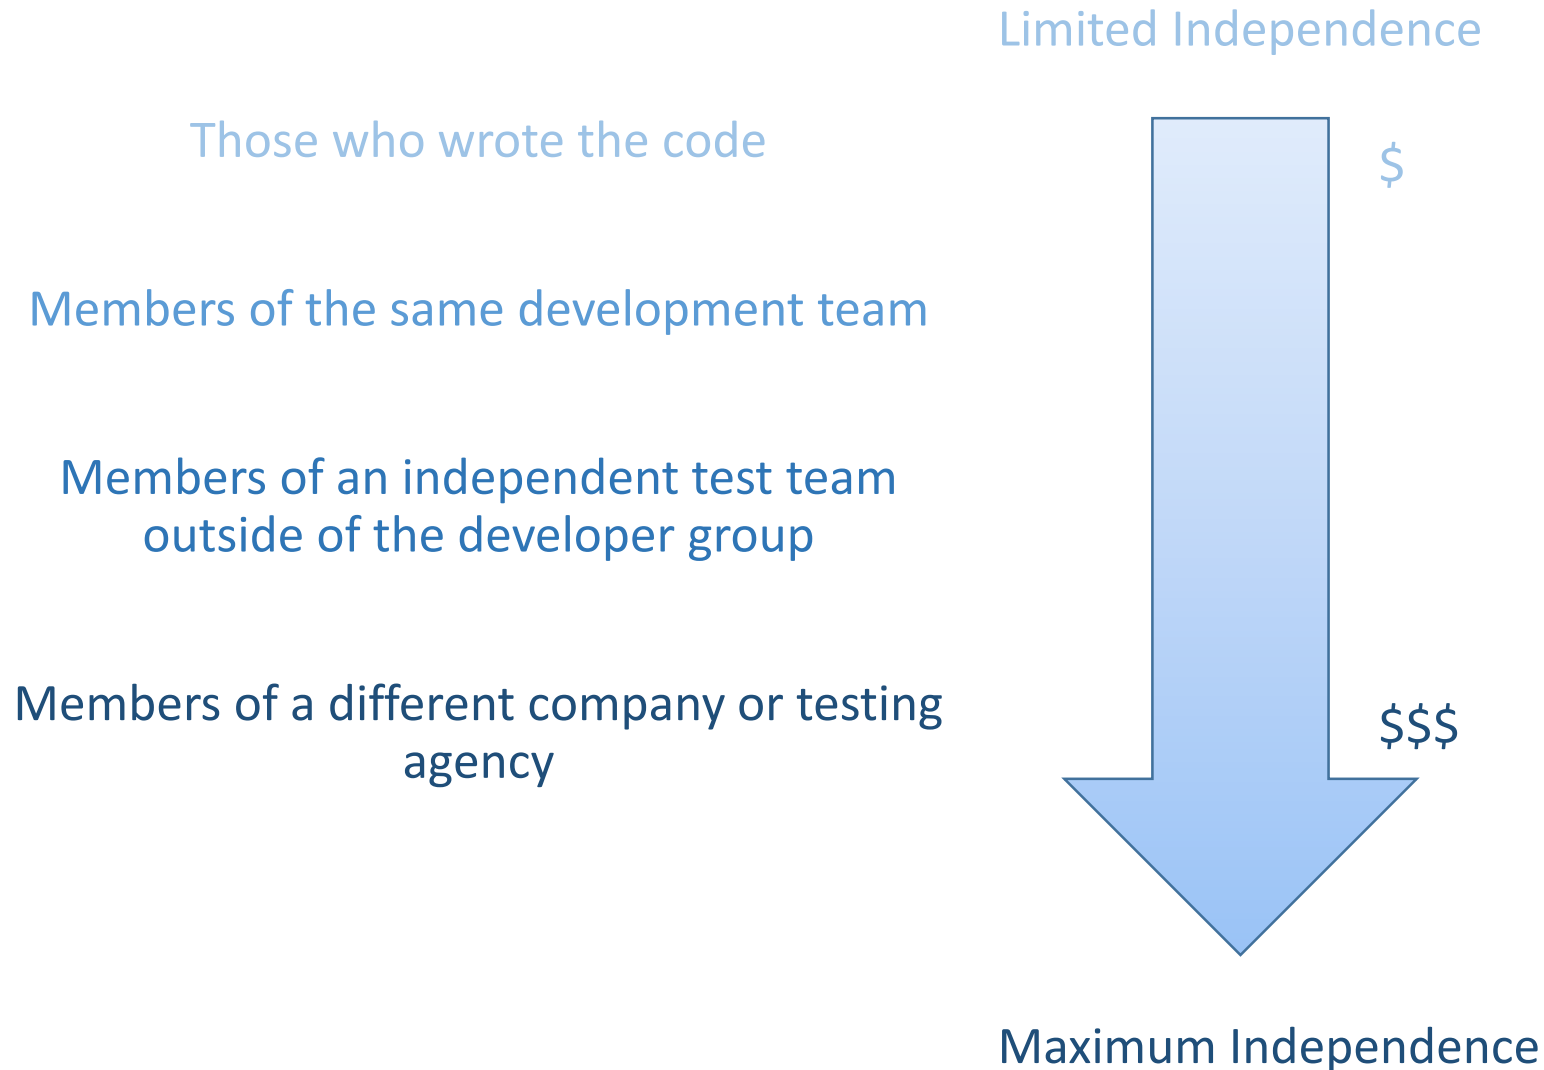 Limited Independence
Those who wrote the code
$
Members of the same development team
Members of an independent test team
outside of the developer group
Members of a different company or testing
agency
$$$
Maximum Independence